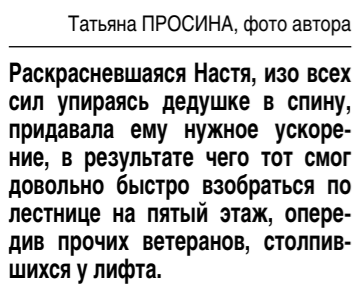 Татьяна ПРОСИНА, фото автора
Раскрасневшаяся Настя, изо всех
сил упираясь дедушке в спину,
придавала ему нужное ускоре-
ние, в результате чего тот смог
довольно быстро взобраться по
лестнице на пятый этаж, опере-
див прочих ветеранов, столпив-
шихся у лифта.